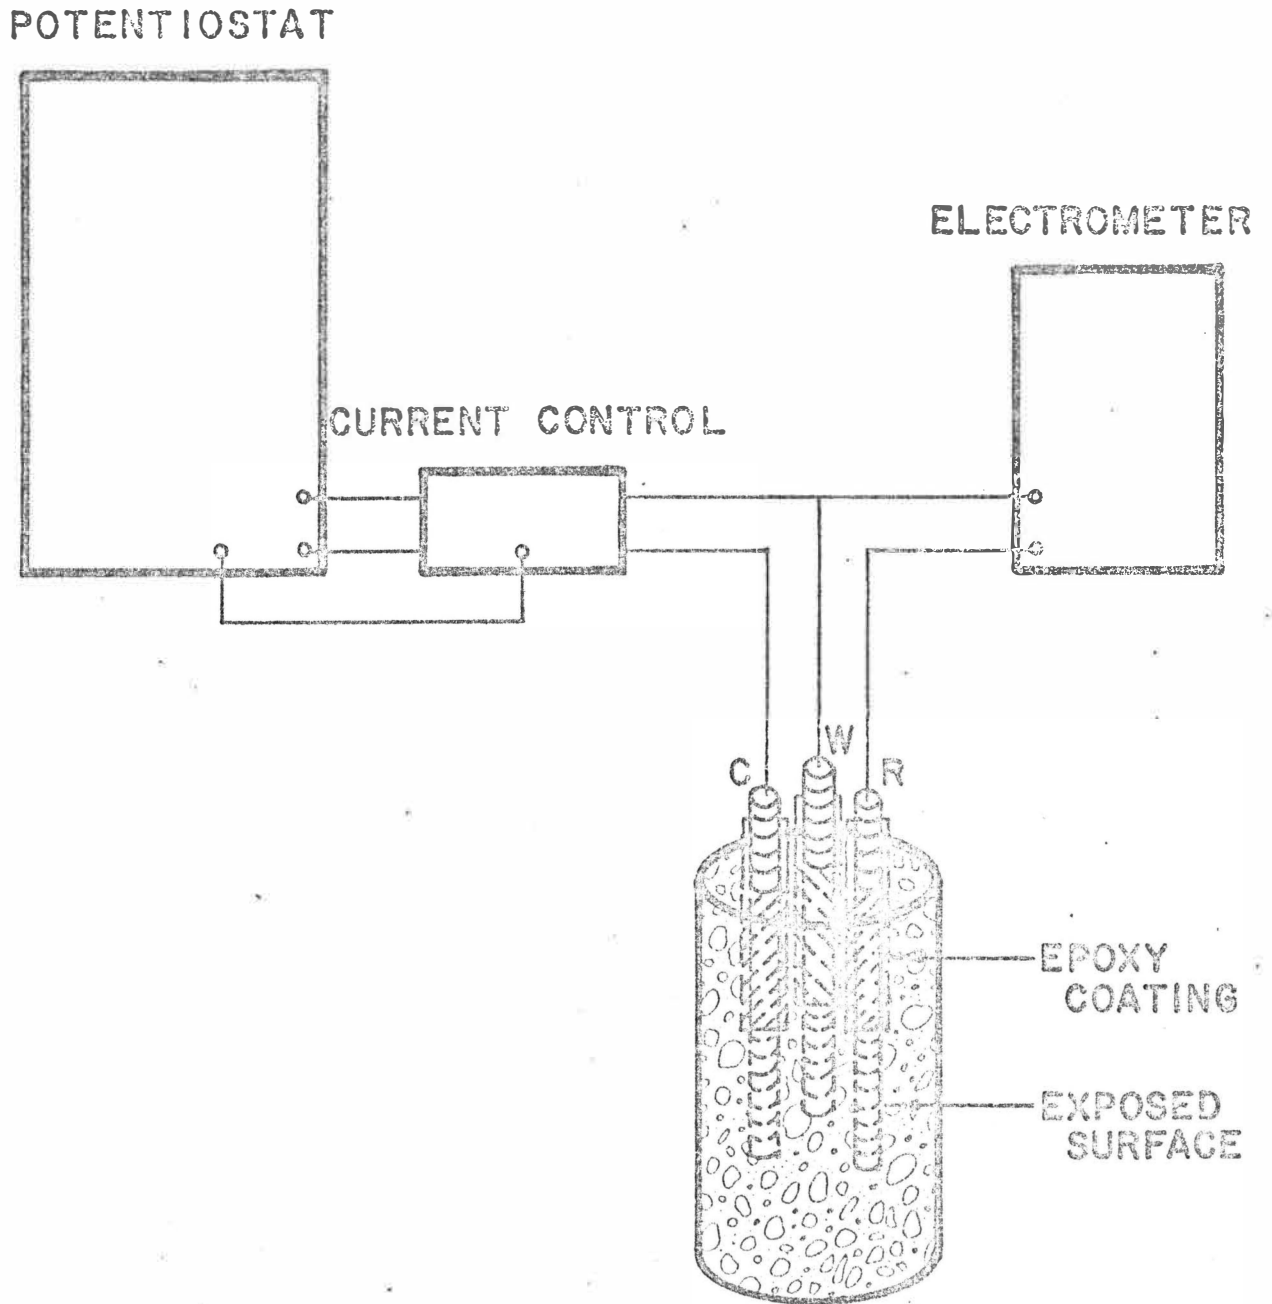 POTENTIOSTAT
ELECTROMETER
CURRENT CONTROL
W
C
R
EPOXY
COATING
EXPOSED
SURFACE